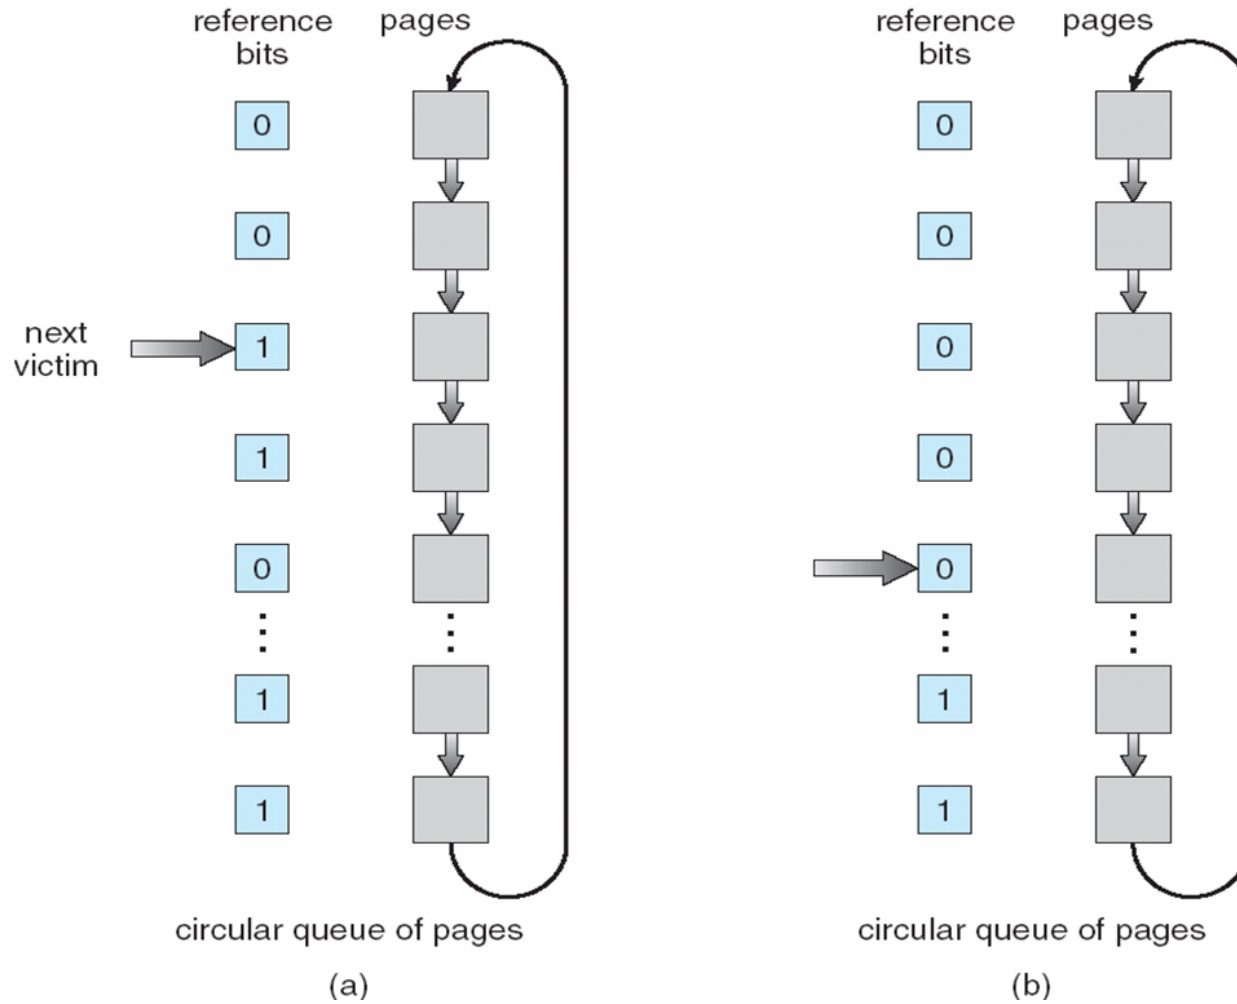 reference bits pages
0
0
next victim 1
1
0
1
1
circular queue of pages
(a)
reference bits pages
0
0
0
0
0
1
1
circular queue of pages
(b)